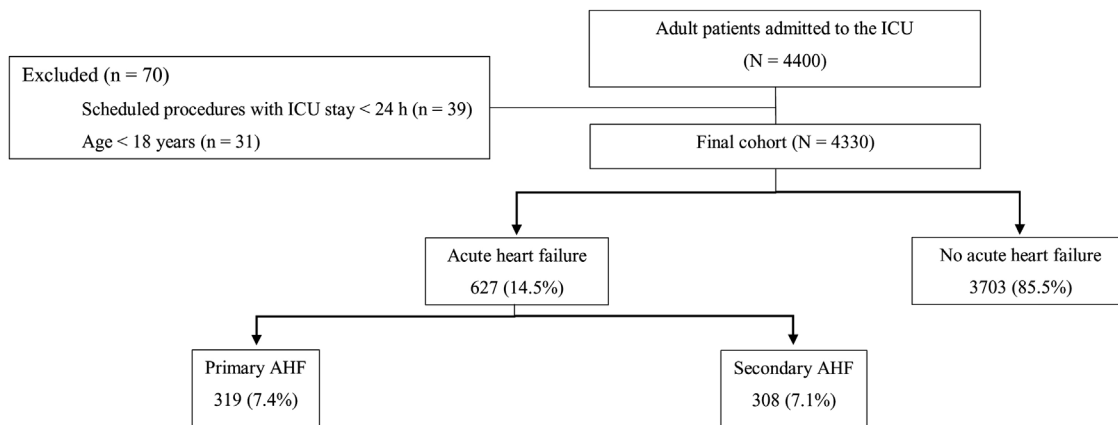 Adult patients admitted to the ICU
(N = 4400)
Excluded (n = 70)
Scheduled procedures with ICU stay < 24 h (n = 39)
Age < 18 years (n = 31)
Final cohort (N = 4330)
Acute heart failure
627 (14.5%)
No acute heart failure
3703 (85.5%)
Primary AHF
319 (7.4%)
Secondary AHF
308 (7.1%)